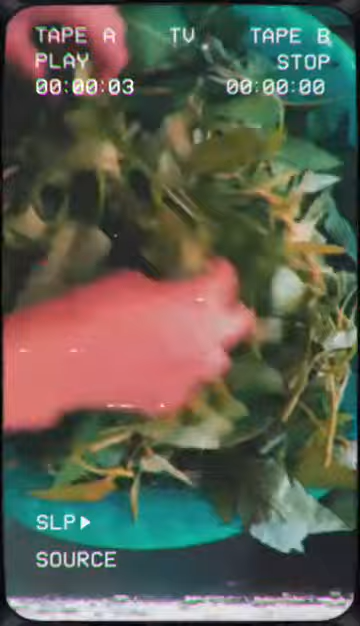 TAPE A TV TAPE B
PLAY STOP
00:00:03 00:00:00
SLP▶
SOURCE